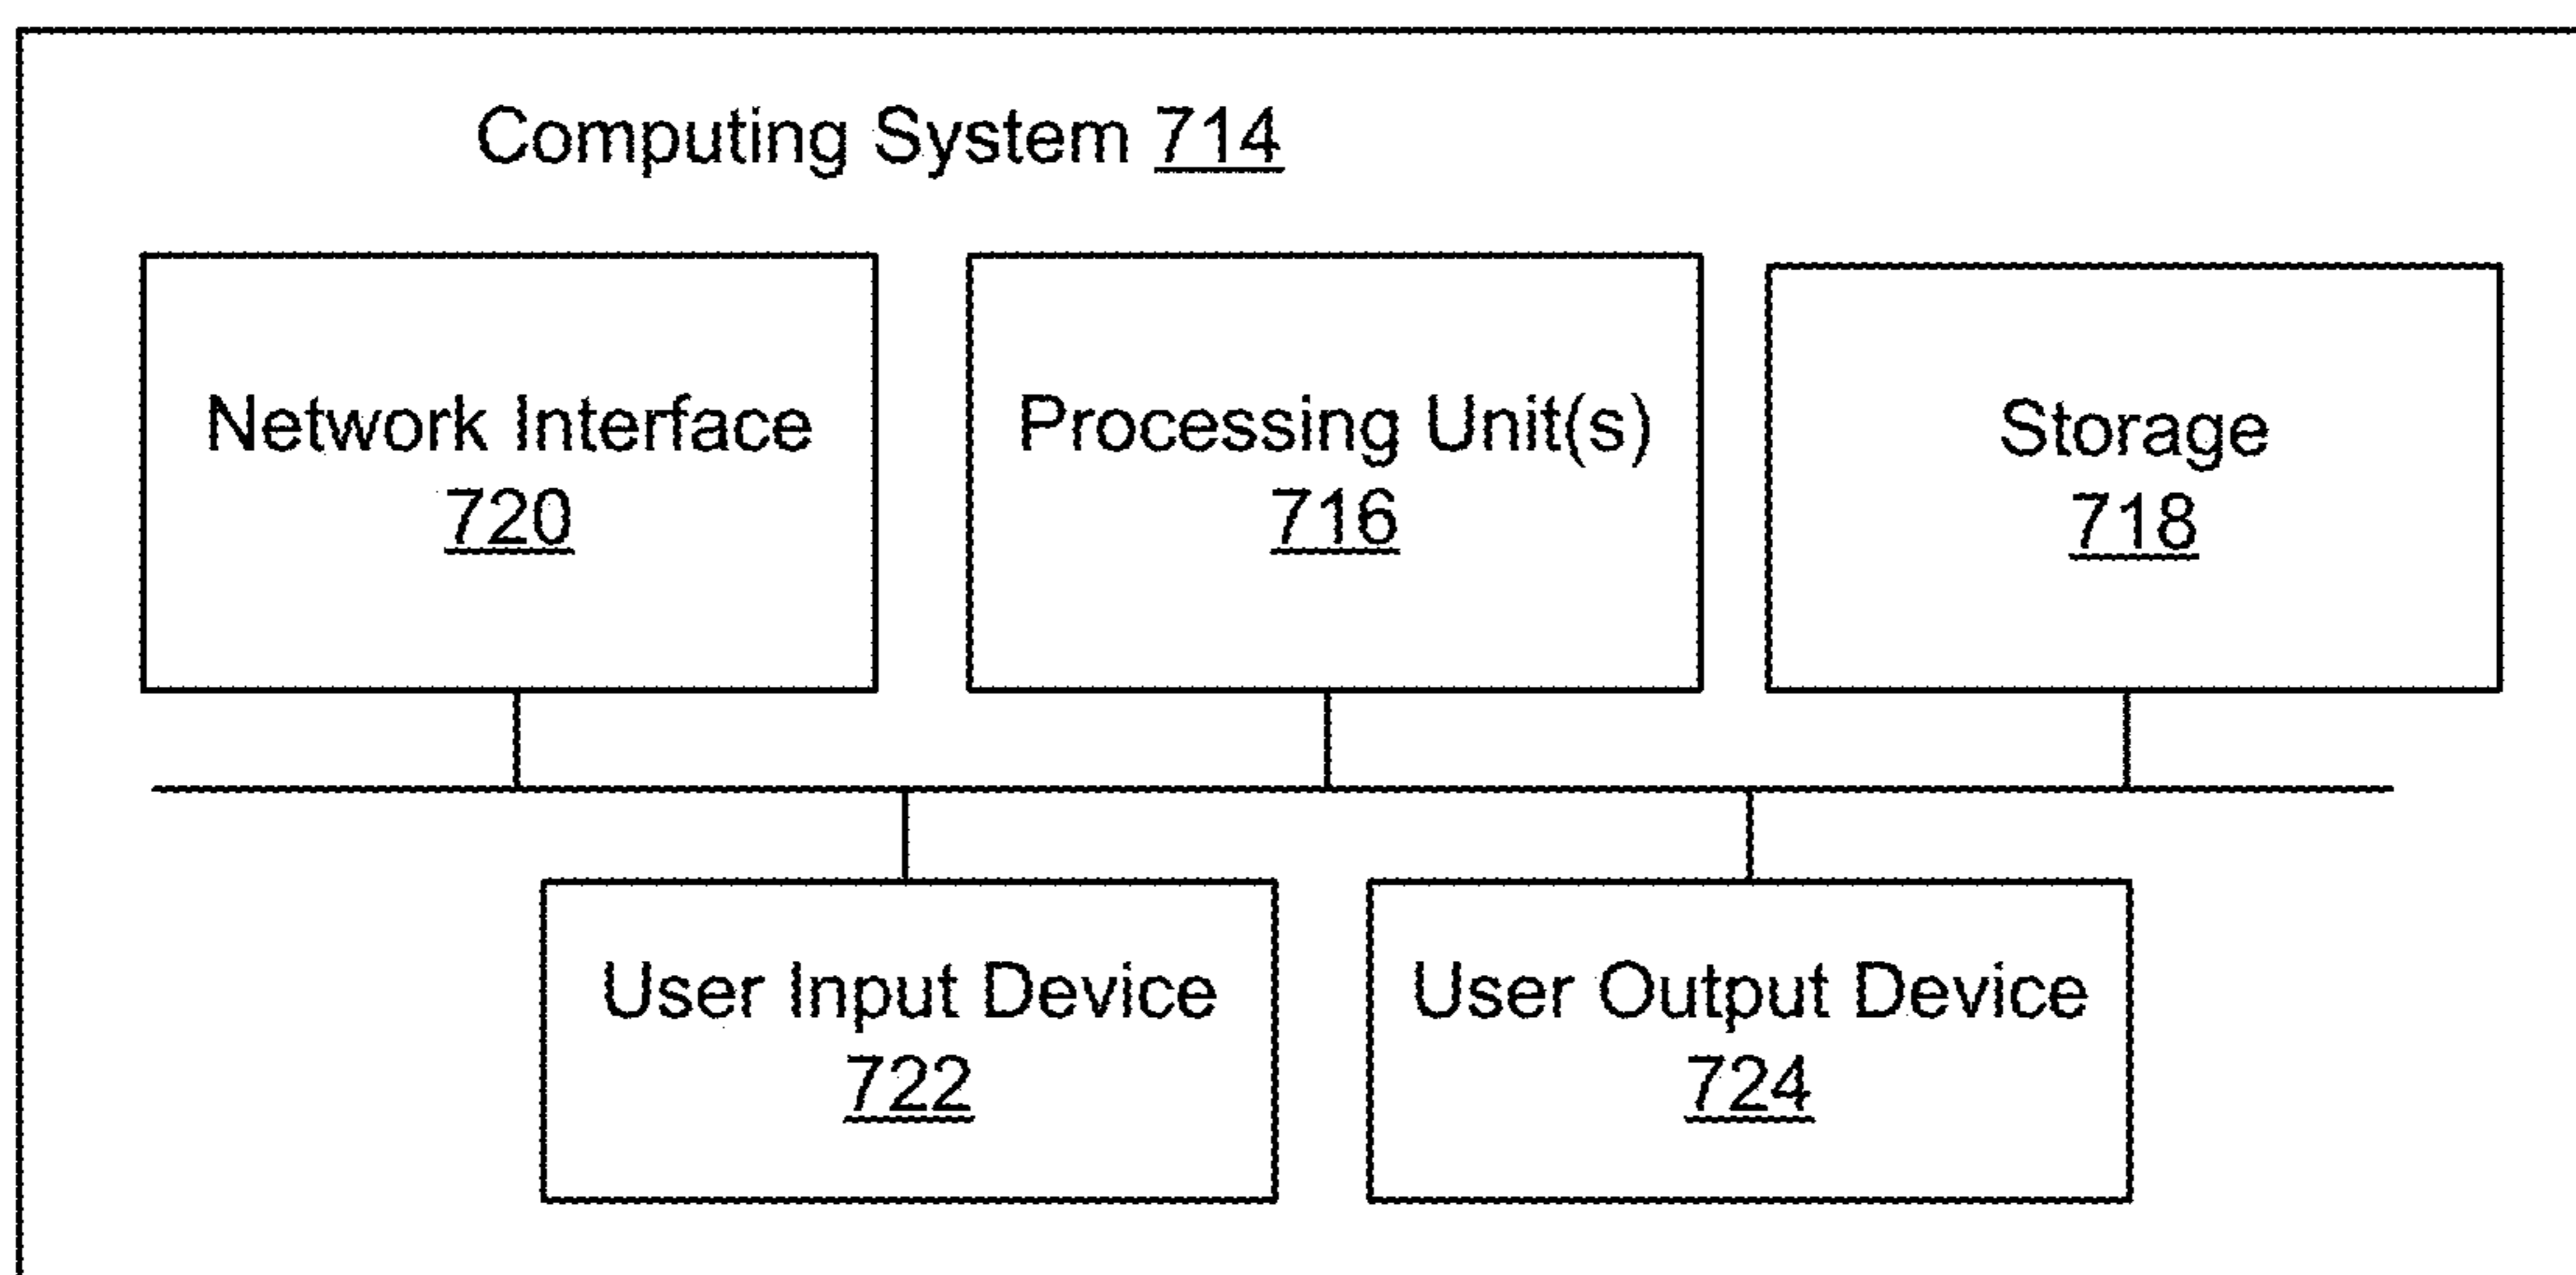 Computing System 714
Network Interface
720
Processing Unit(s)
716
Storage
718
User Input Device
722
User Output Device
724